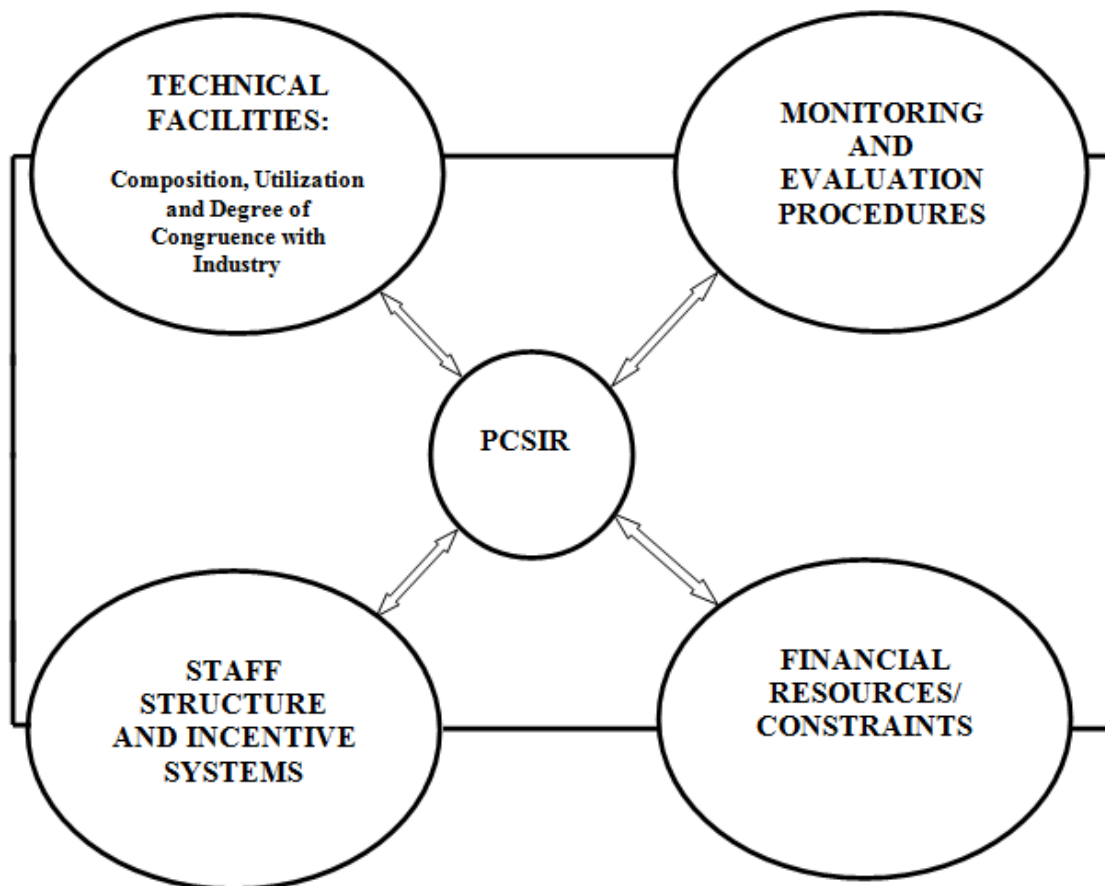 TECHNICAL
FACILITIES:
Composition, Utilization
and Degree of
Congruence with
Industry
MONITORING
AND
EVALUATION
PROCEDURES
PCSIR
STAFF
STRUCTURE
AND INCENTIVE
SYSTEMS
FINANCIAL
RESOURCES/
CONSTRAINTS